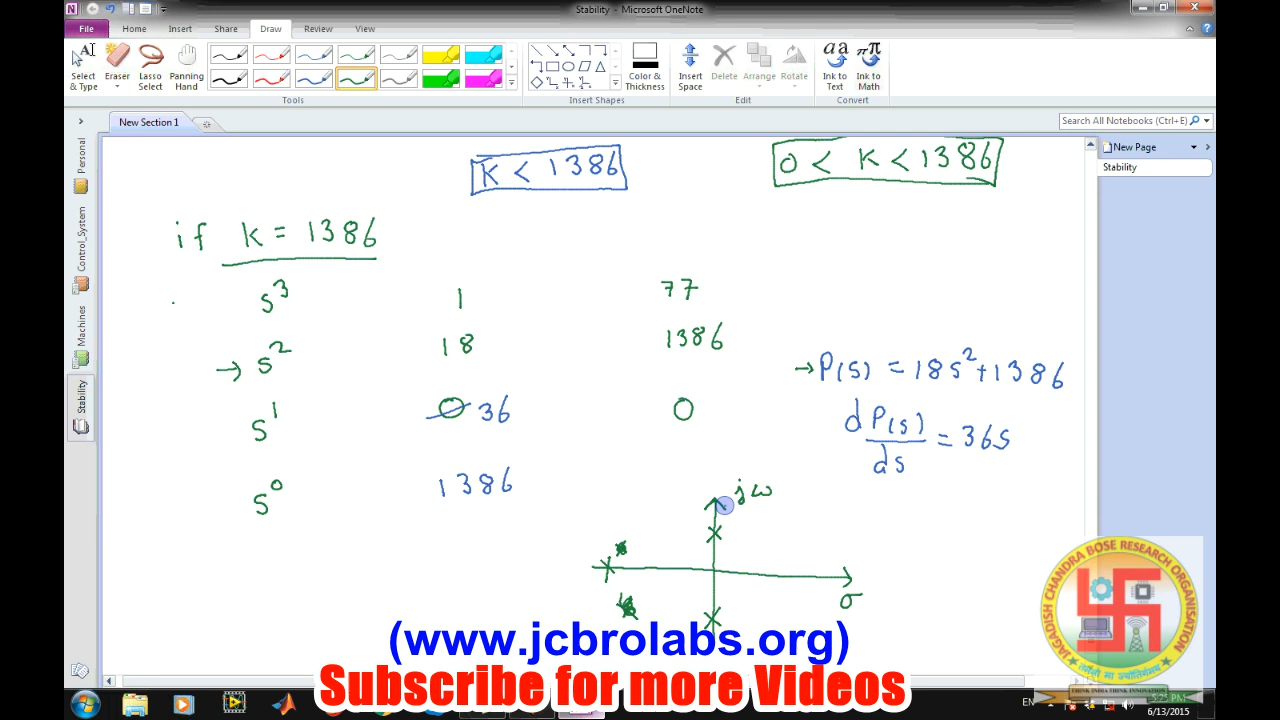 Stability - Microsoft OneNote
File Home Insert Share Draw Review View
Select & Type Eraser Lasso Select Panning Hand Color & Thickness Insert Space Delete Arrange Rotate Ink to Text Ink to Math
Tools Insert Shapes Edit Convert
New Section 1 Search All Notebooks (Ctrl+E)
New Page
Stability
Personal
Control_System
Machines
Stability
K < 1386
0 < K < 1386
if K = 1386
s³ 1 77
→ s² 18 1386
→ P(s) = 18s² + 1386
s¹ 0 36 0
dP(s)/ds = 36s
s⁰ 1386
jω
σ
JAGADISH CHANDRA BOSE RESEARCH ORGANISATION
THINK INDIA THINK INNOVATION
(www.jcbrolabs.org)
Subscribe for more Videos
EN
6/13/2015